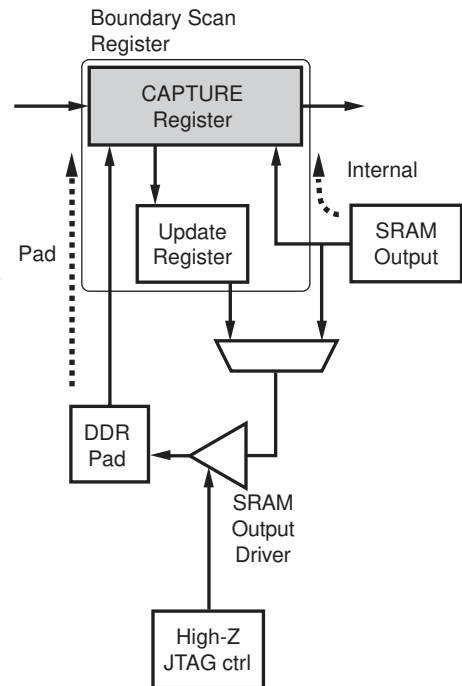 Boundary Scan
Register
CAPTURE
Register
Internal
Update
Register
SRAM
Output
Pad
DDR
Pad
SRAM
Output
Driver
High-Z
JTAG ctrl